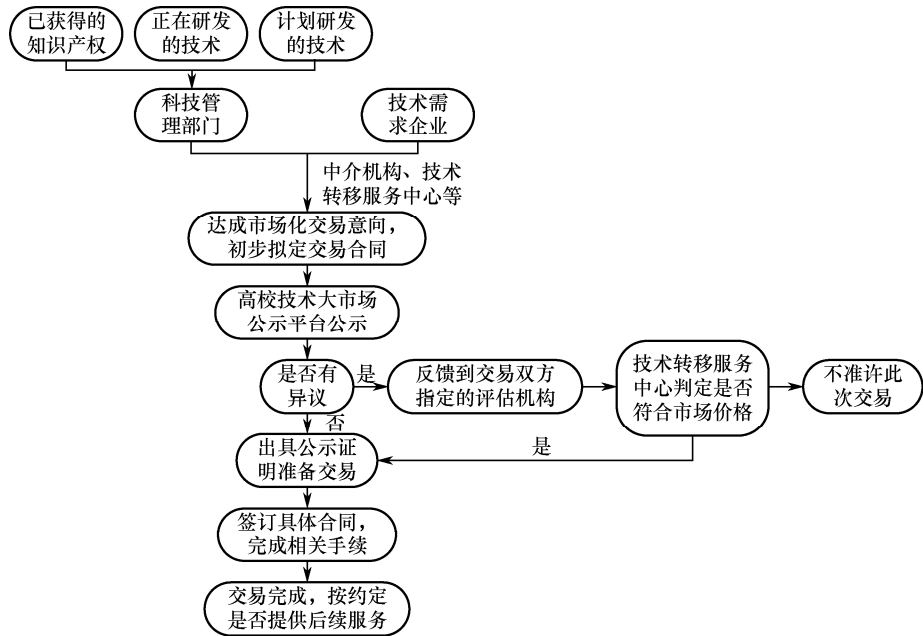 已获得的
知识产权
正在研发
的技术
计划研发
的技术
科技管
理部门
技术需
求企业
中介机构、技术
转移服务中心等
达成市场化交易意向，
初步拟定交易合同
高校技术大市场
公示平台公示
是否有
异议
是
反馈到交易双方
指定的评估机构
技术转移服务
中心判定是否
符合市场价格
不准许此
次交易
否
出具公示证
明准备交易
是
签订具体合同，
完成相关手续
交易完成，按约定
是否提供后续服务